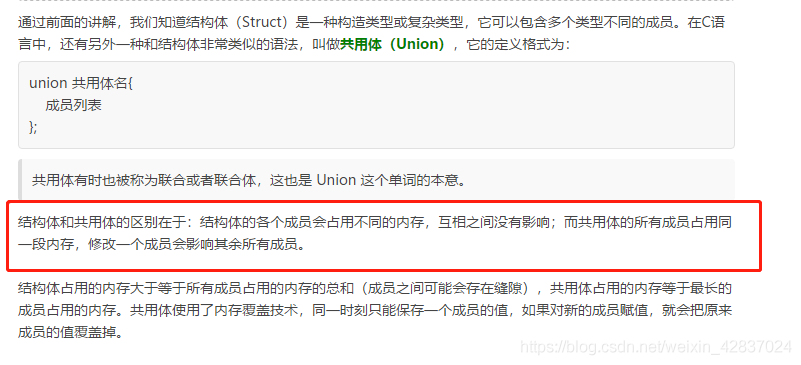 通过前面的讲解，我们知道结构体（Struct）是一种构造类型或复杂类型，它可以包含多个类型不同的成员。在C语
言中，还有另外一种和结构体非常类似的语法，叫做共用体（Union），它的定义格式为：
union 共用体名{
成员列表
};
共用体有时也被称为联合或者联合体，这也是 Union 这个单词的本意。
结构体和共用体的区别在于：结构体的各个成员会占用不同的内存，互相之间没有影响；而共用体的所有成员占用同
一段内存，修改一个成员会影响其余所有成员。
结构体占用的内存大于等于所有成员占用的内存的总和（成员之间可能会存在缝隙），共用体占用的内存等于最长的
成员占用的内存。共用体使用了内存覆盖技术，同一时刻只能保存一个成员的值，如果对新的成员赋值，就会把原来
成员的值覆盖掉。
https://blog.csdn.net/weixin_42837024